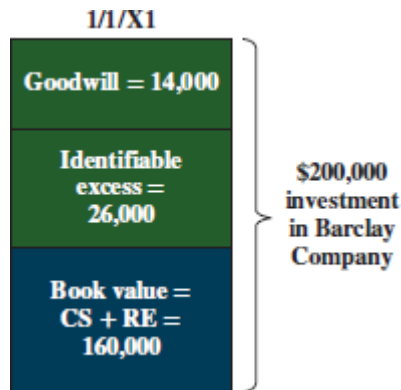 1/1/X1
Goodwill = 14,000
Identifiable
excess =
26,000
Book value =
CS + RE =
160,000
$200,000
investment
in Barclay
Company